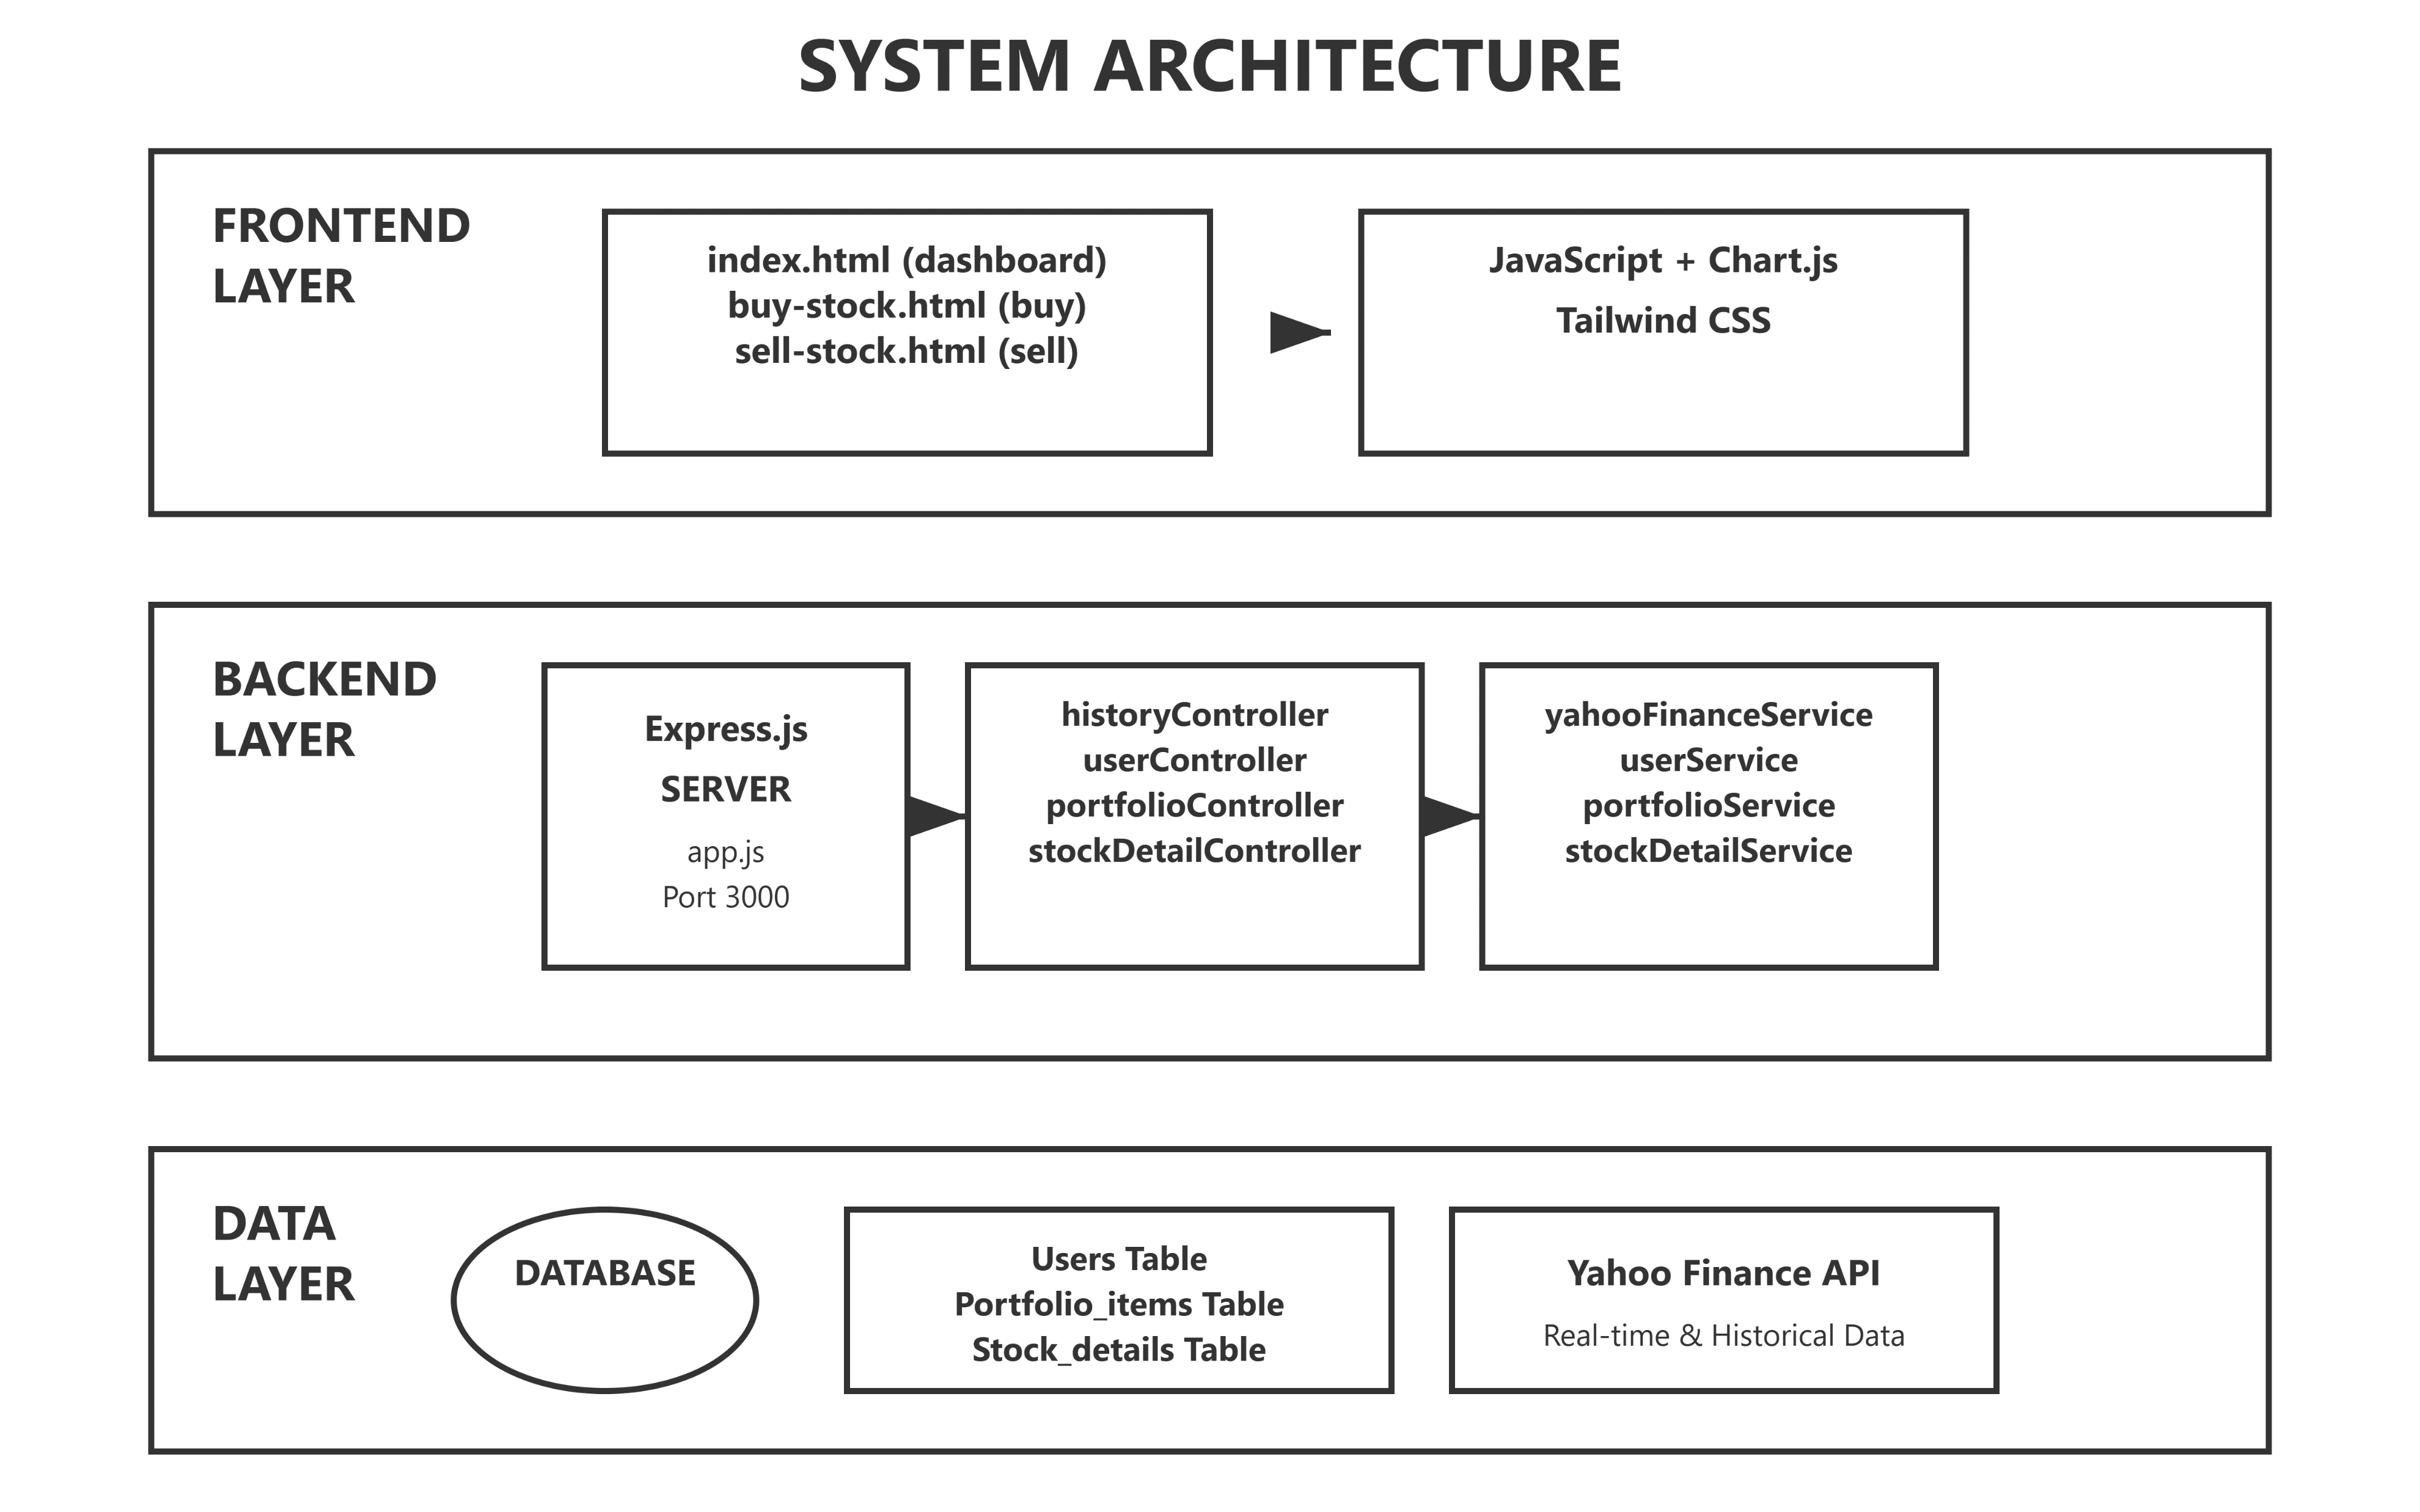 SYSTEM ARCHITECTURE
FRONTEND
LAYER
index.html (dashboard)
buy-stock.html (buy)
sell-stock.html (sell)
JavaScript + Chart.js
Tailwind CSS
BACKEND
LAYER
Express.js
SERVER
app.js
Port 3000
historyController
userController
portfolioController
stockDetailController
yahooFinanceService
userService
portfolioService
stockDetailService
DATA
LAYER
DATABASE
Users Table
Portfolio_items Table
Stock_details Table
Yahoo Finance API
Real-time & Historical Data